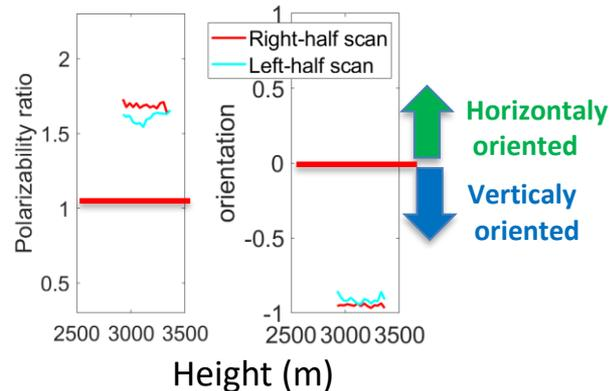 Polarizability ratio
2
1.5
1
0.5
2500 3000 3500
orientation
1
0.5
0
-0.5
-1
2500 3000 3500
Right-half scan
Left-half scan
Horizontaly
oriented
Verticaly
oriented
Height (m)